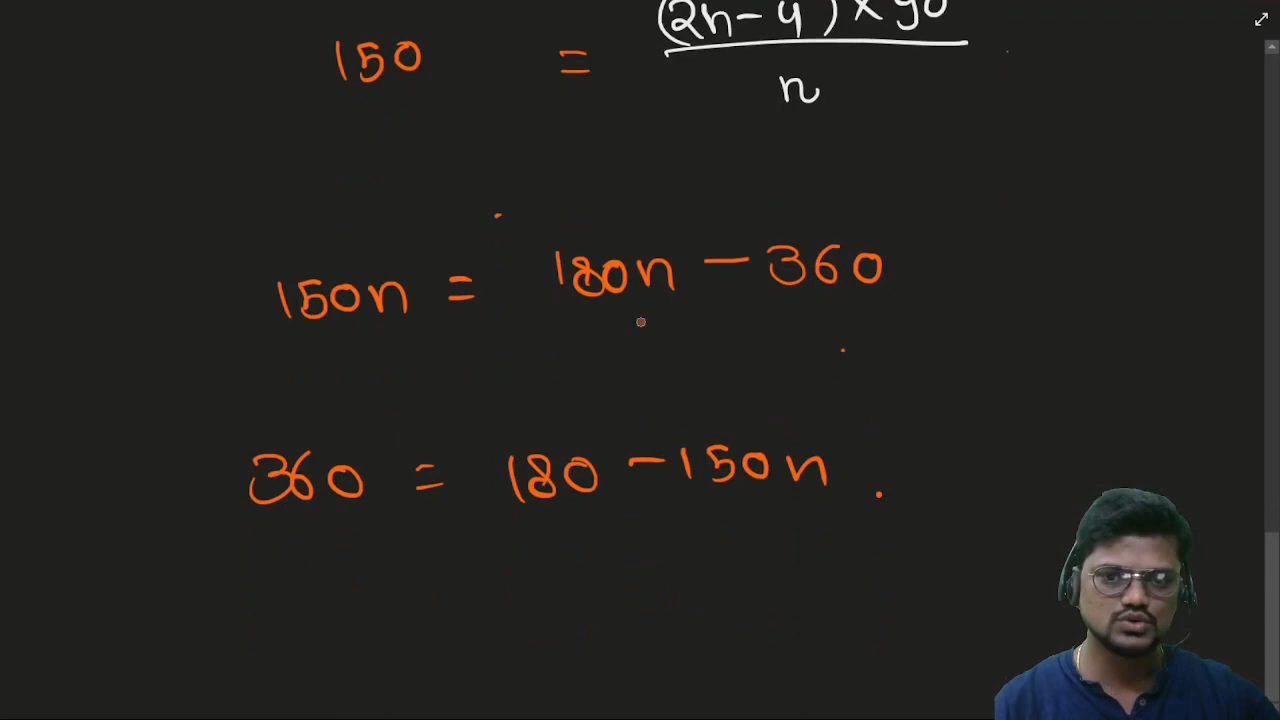 150 = (2n-4) × 90
n
150n = 180n - 360
360 = 180 - 150n .